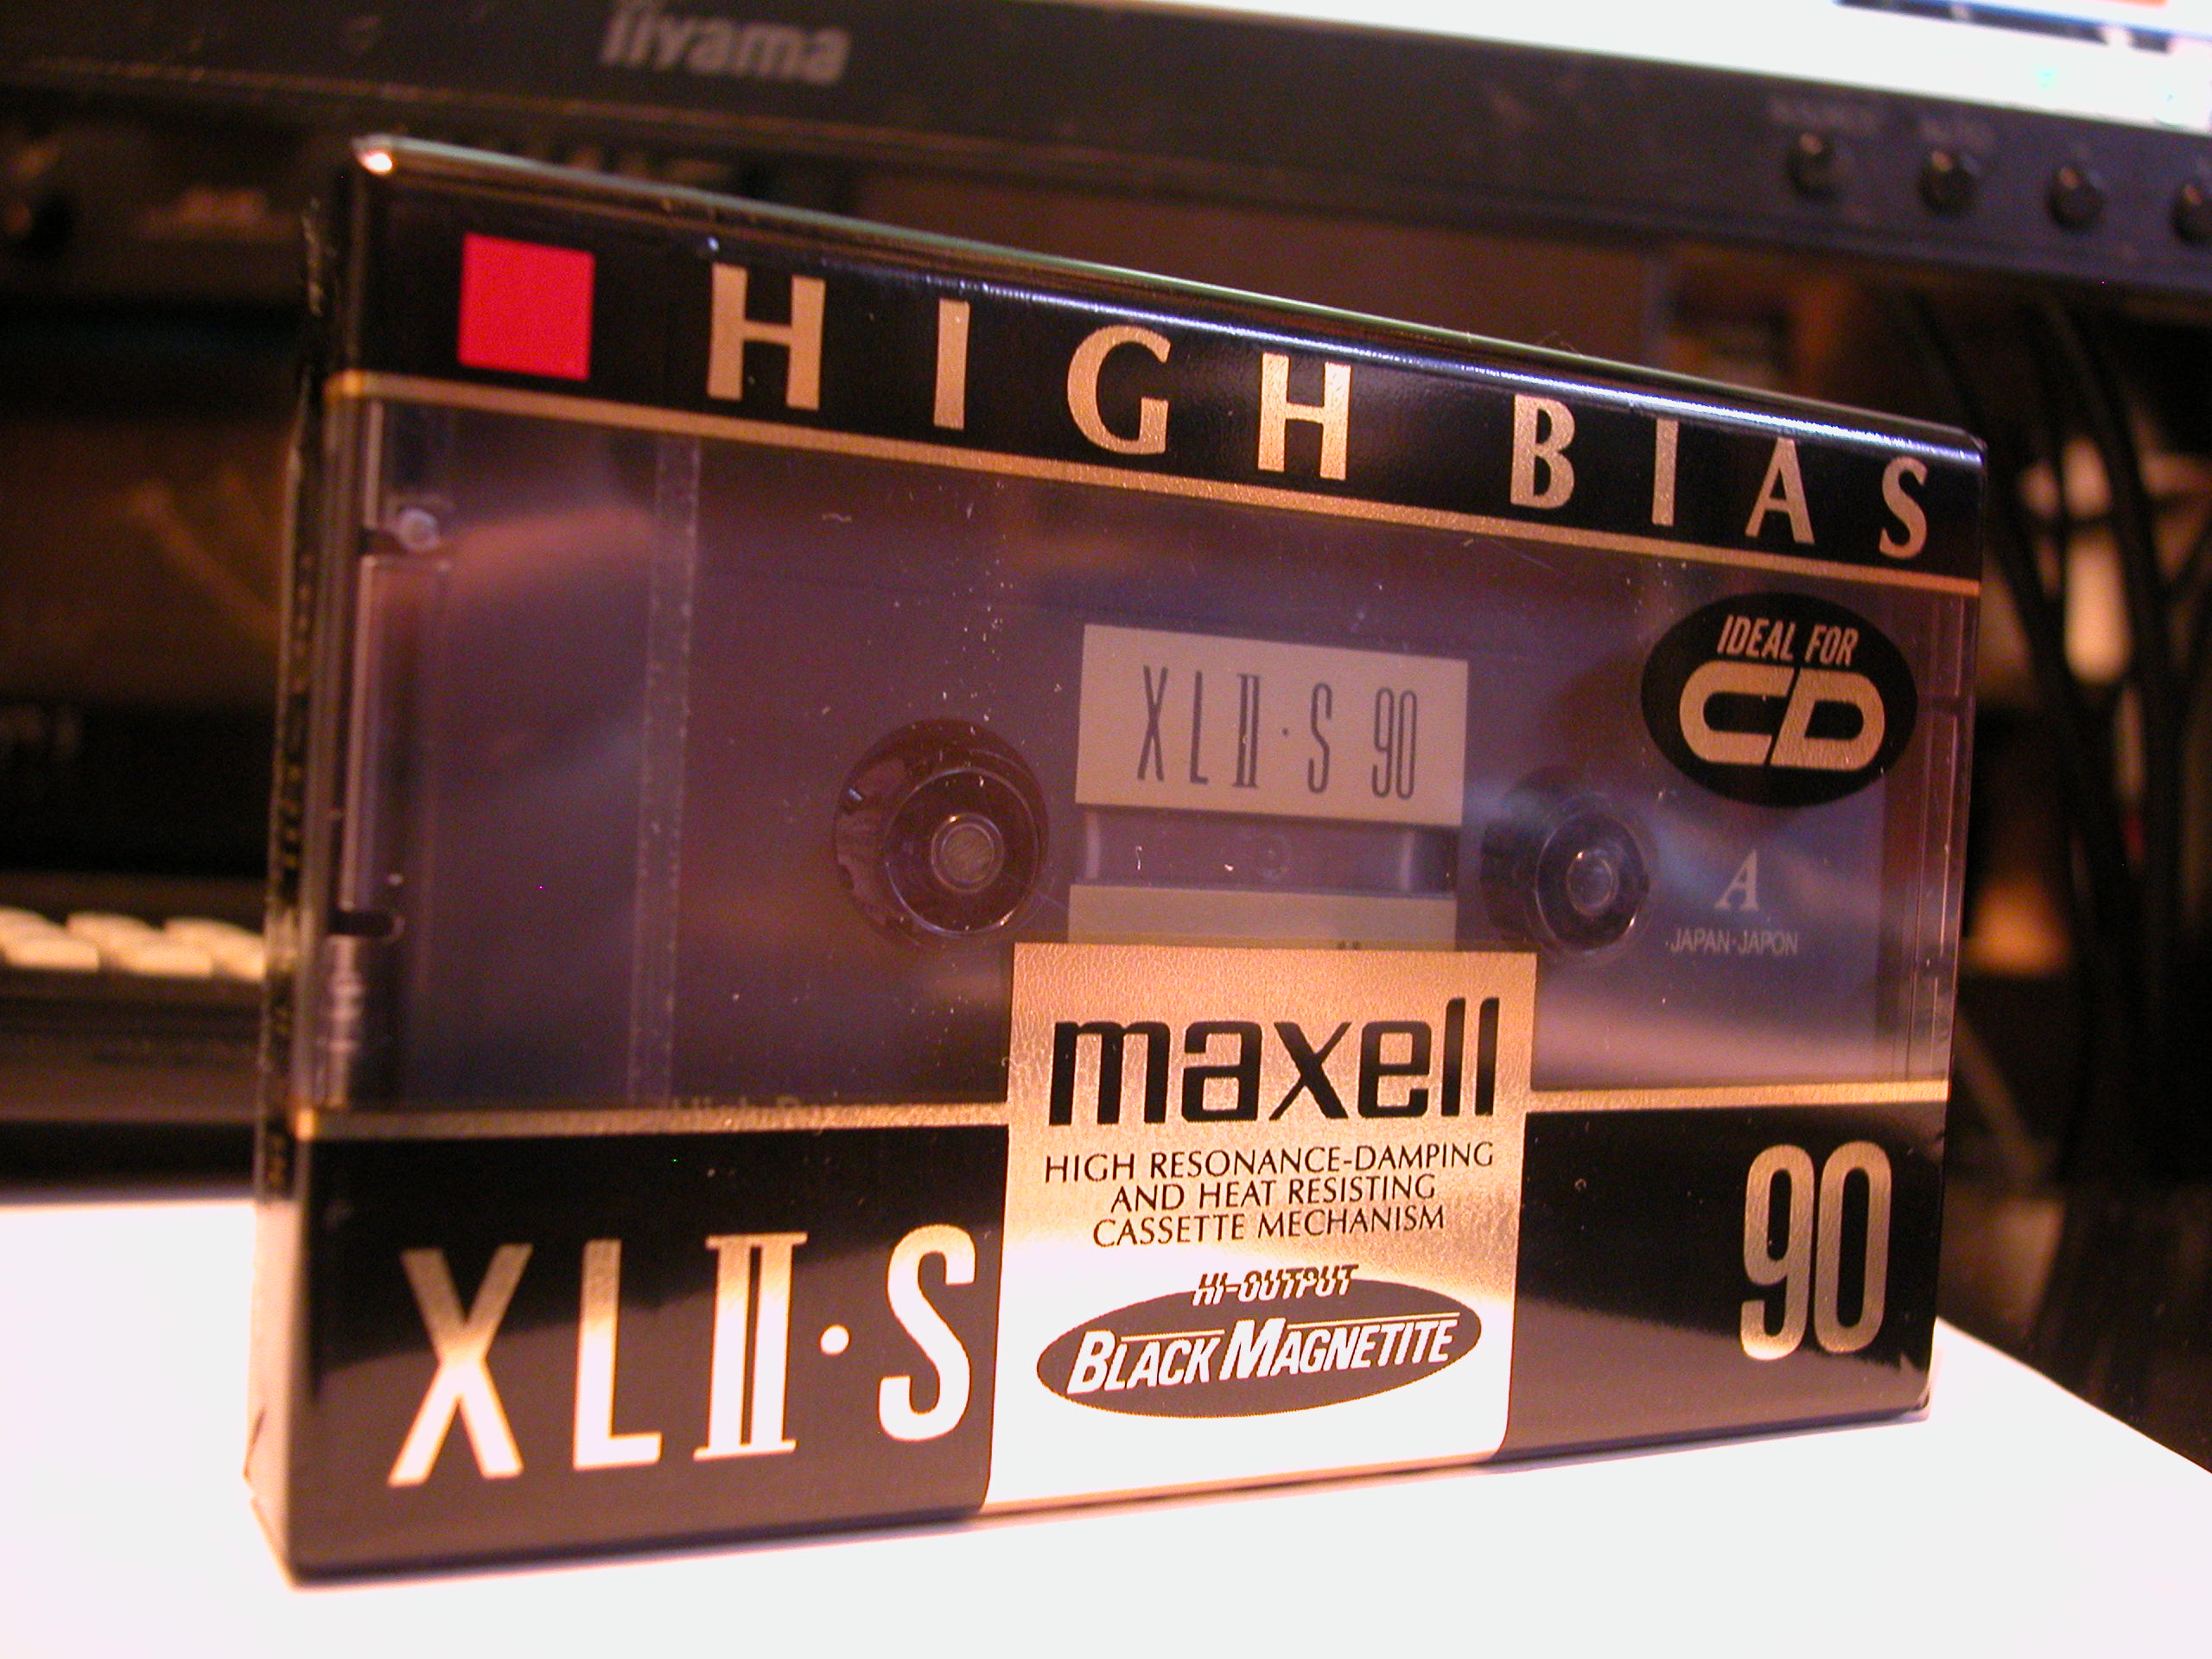 iiyama
HIGH BIAS
IDEAL FOR
CD
XLII·S 90
A
JAPAN·JAPON
maxell
HIGH RESONANCE-DAMPING
AND HEAT RESISTING
CASSETTE MECHANISM
HI-OUTPUT
BLACK MAGNETITE
XLII·S
90